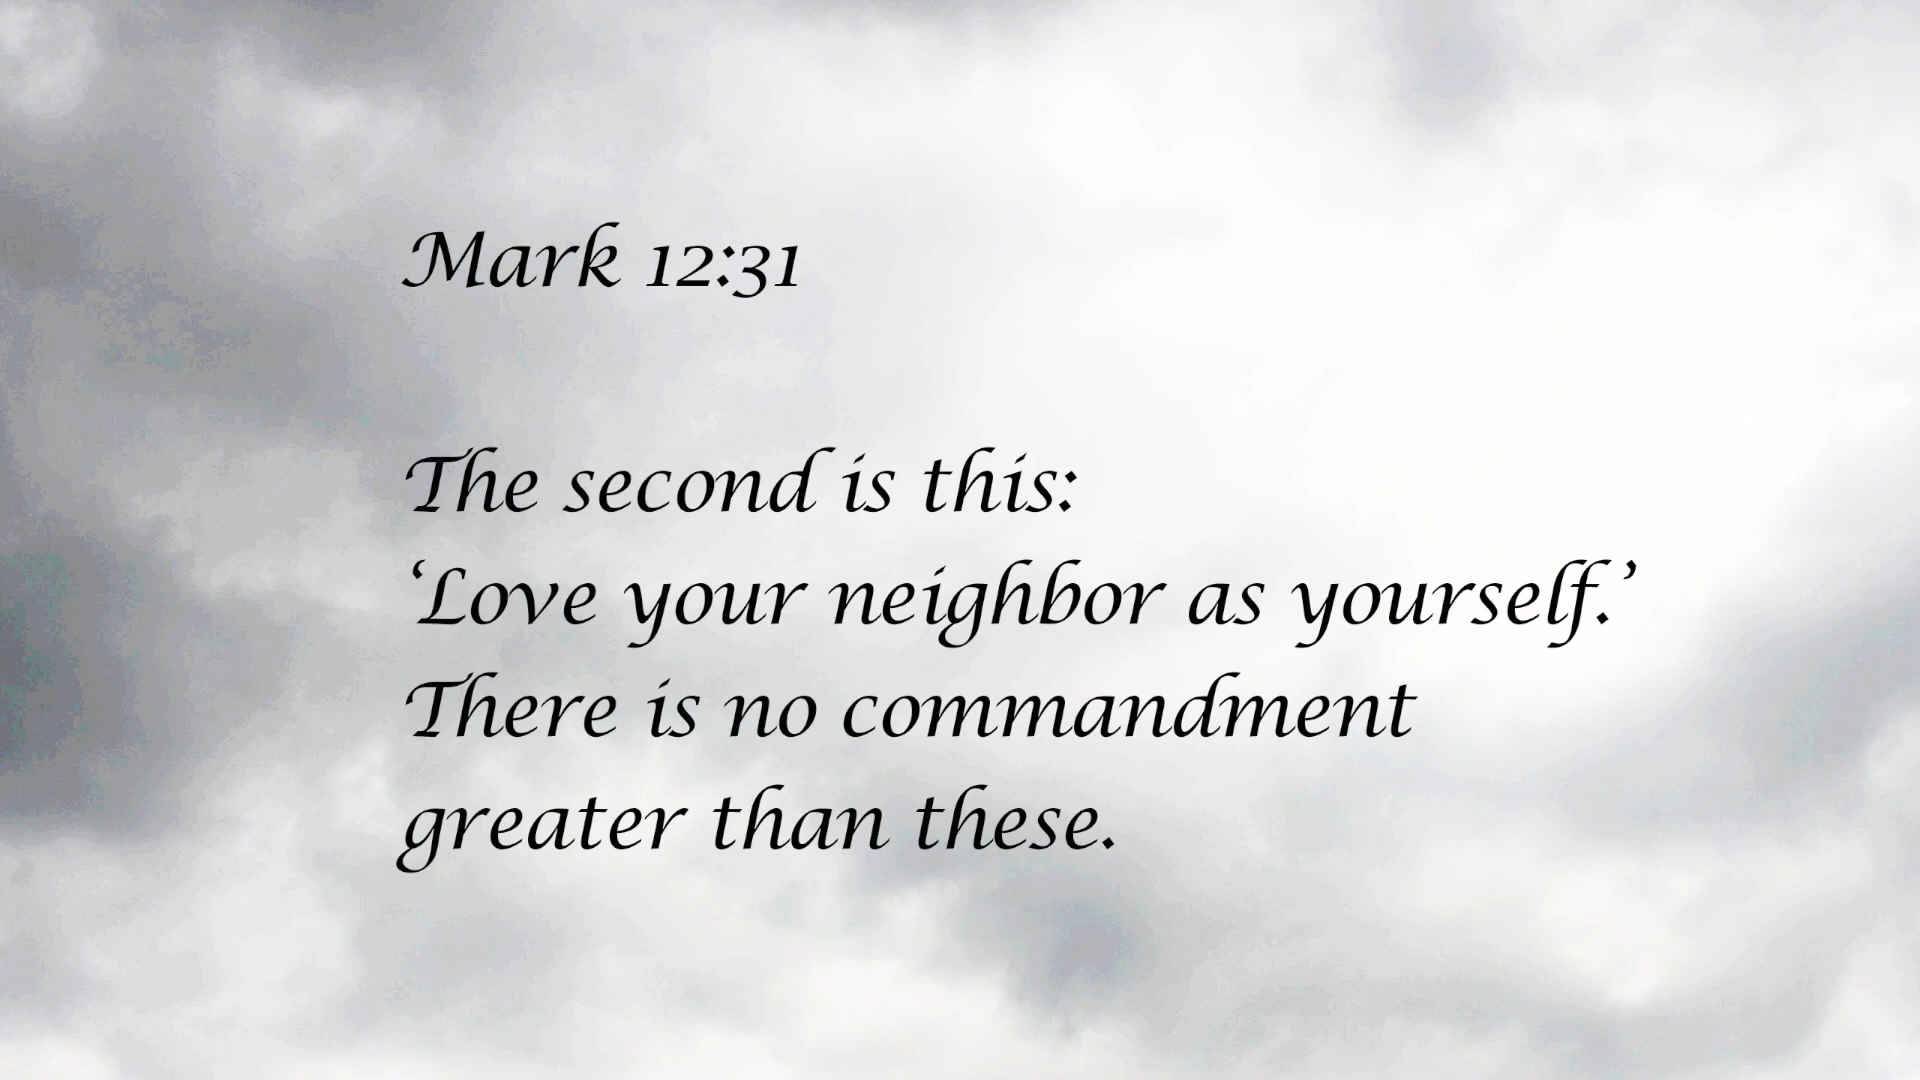 Mark 12:31
The second is this:
‘Love your neighbor as yourself.’
There is no commandment
greater than these.